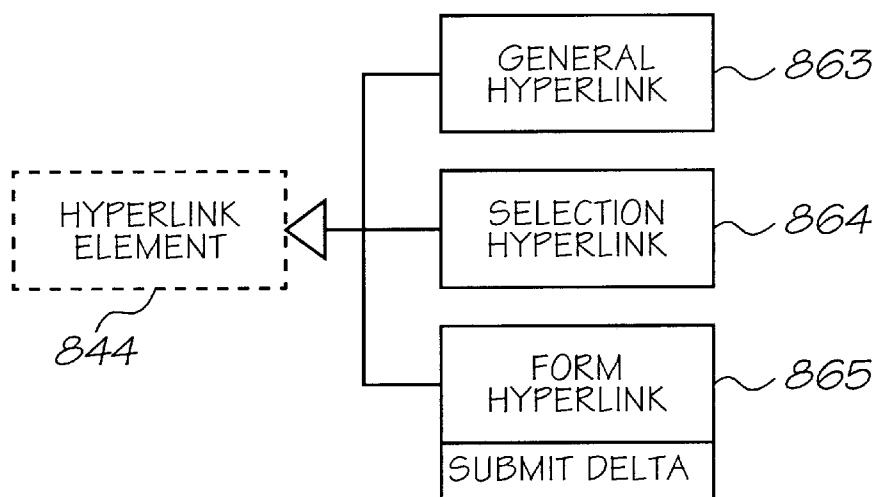 GENERAL
HYPERLINK
863
HYPERLINK
ELEMENT
844
SELECTION
HYPERLINK
864
FORM
HYPERLINK
865
SUBMIT DELTA